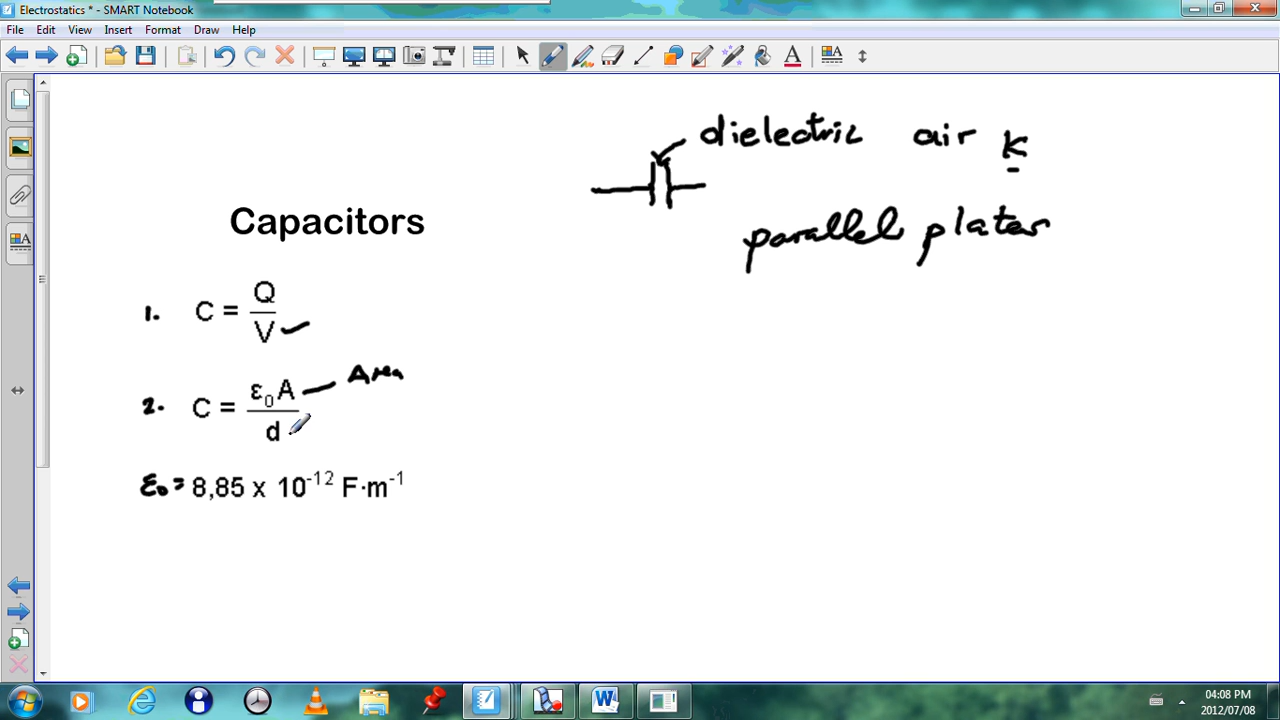 Electrostatics * - SMART Notebook
File Edit View Insert Format Draw Help
dielectric air K
parallel plates
Capacitors
1. C = Q/V
Area
2. C = ε₀A/d
ε₀ = 8,85 x 10⁻¹² F·m⁻¹
04:08 PM
2012/07/08